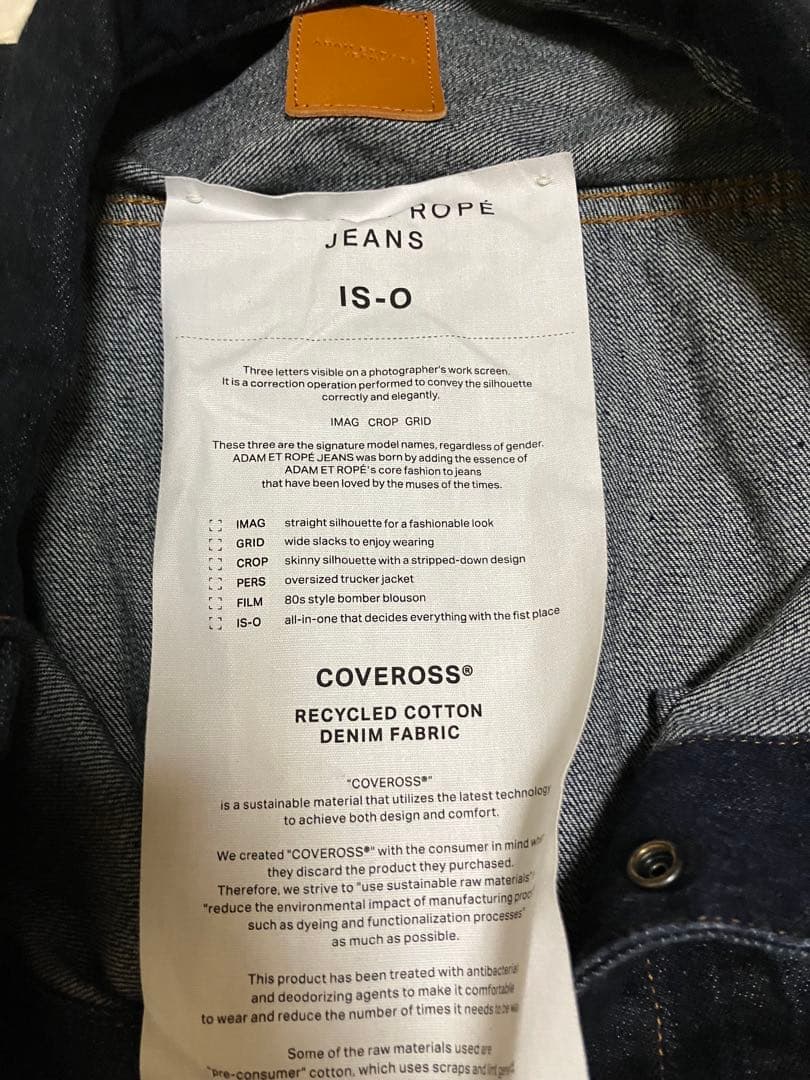 ROPÉ
JEANS
IS-O
Three letters visible on a photographer's work screen.
It is a correction operation performed to convey the silhouette
correctly and elegantly.
IMAG CROP GRID
These three are the signature model names, regardless of gender.
ADAM ET ROPÉ JEANS was born by adding the essence of
ADAM ET ROPÉ's core fashion to jeans
that have been loved by the muses of the times.
IMAG straight silhouette for a fashionable look
GRID wide slacks to enjoy wearing
CROP skinny silhouette with a stripped-down design
PERS oversized trucker jacket
FILM 80s style bomber blouson
IS-O all-in-one that decides everything with the fist place
COVEROSS®
RECYCLED COTTON
DENIM FABRIC
"COVEROSS®"
is a sustainable material that utilizes the latest technology
to achieve both design and comfort.
We created "COVEROSS®" with the consumer in mind
they discard the product they purchased.
Therefore, we strive to "use sustainable raw materials"
"reduce the environmental impact of manufacturing
such as dyeing and functionalization processes"
as much as possible.
This product has been treated with antibacterial
and deodorizing agents to make it comfortable
to wear and reduce the number of times it needs to be
Some of the raw materials used are
"pre-consumer" cotton, which uses scraps and